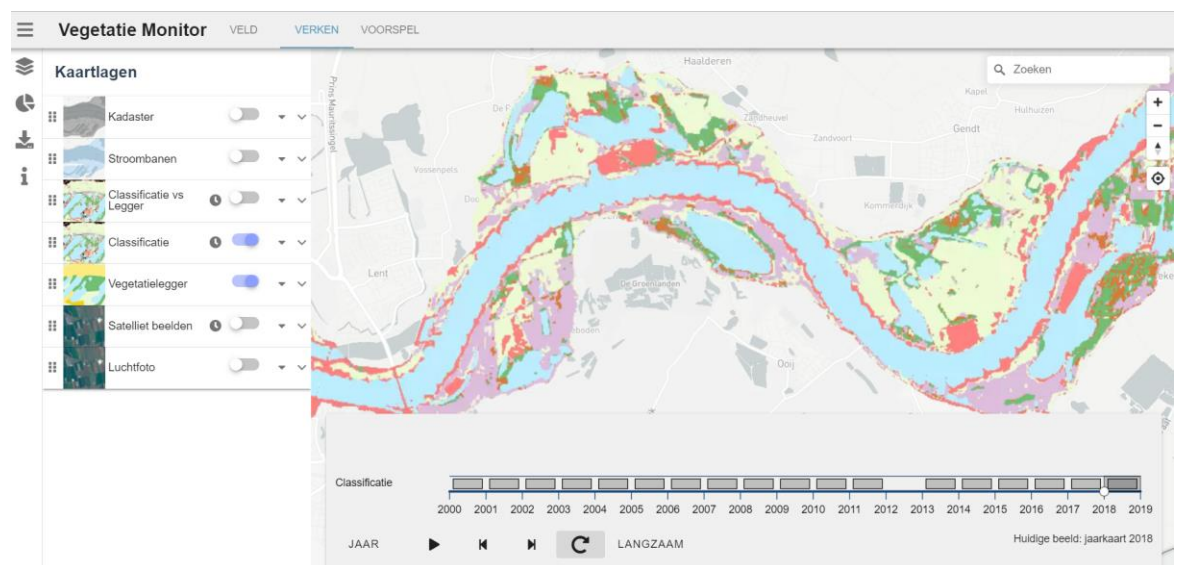 Vegetatie Monitor
VELD
VERKEN
VOORSPEL
Kaartlagen
Kadaster
Stroombanen
Classificatie vs
Legger
Classificatie
Vegetatielegger
Satelliet beelden
Luchtfoto
Zoeken
Haalderen
Prins Mauritssingel
Kapel
Hulhuizen
Gendt
Zandheuvel
Zandvoort
Vossenpels
Kommerdijk
Lent
De Groenlanden
Ooij
Classificatie
2000 2001 2002 2003 2004 2005 2006 2007 2008 2009 2010 2011 2012 2013 2014 2015 2016 2017 2018 2019
JAAR
LANGZAAM
Huidige beeld: jaarkaart 2018